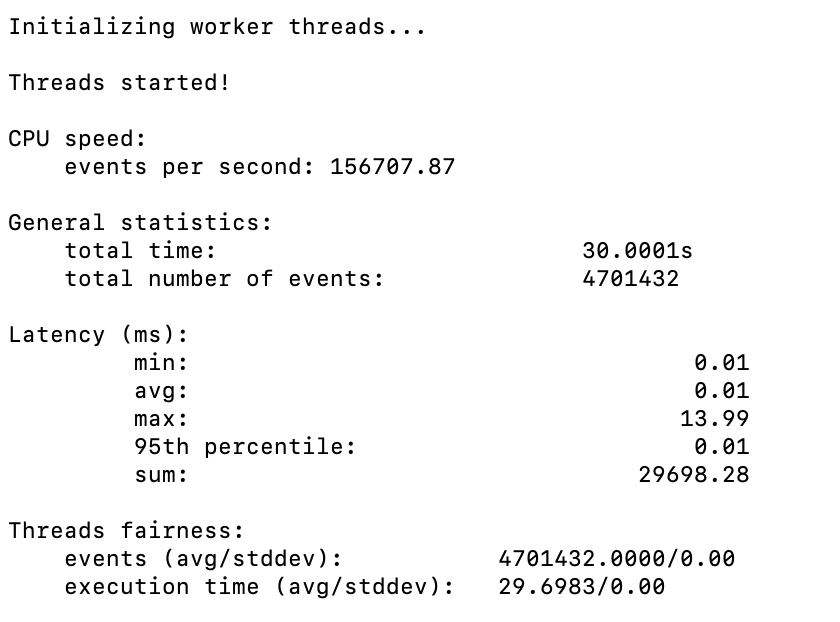 Initializing worker threads...
Threads started!
CPU speed:
events per second: 156707.87
General statistics:
total time: 30.0001s
total number of events: 4701432
Latency (ms):
min: 0.01
avg: 0.01
max: 13.99
95th percentile: 0.01
sum: 29698.28
Threads fairness:
events (avg/stddev): 4701432.0000/0.00
execution time (avg/stddev): 29.6983/0.00